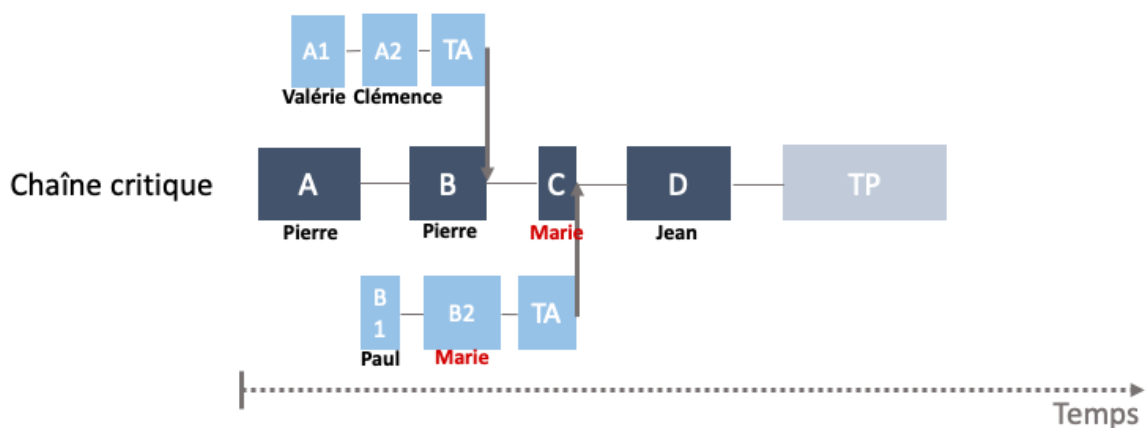 A1 A2 TA
Valérie Clémence
Chaîne critique A B C D TP
Pierre Pierre Marie Jean
B
1 B2 TA
Paul Marie
Temps